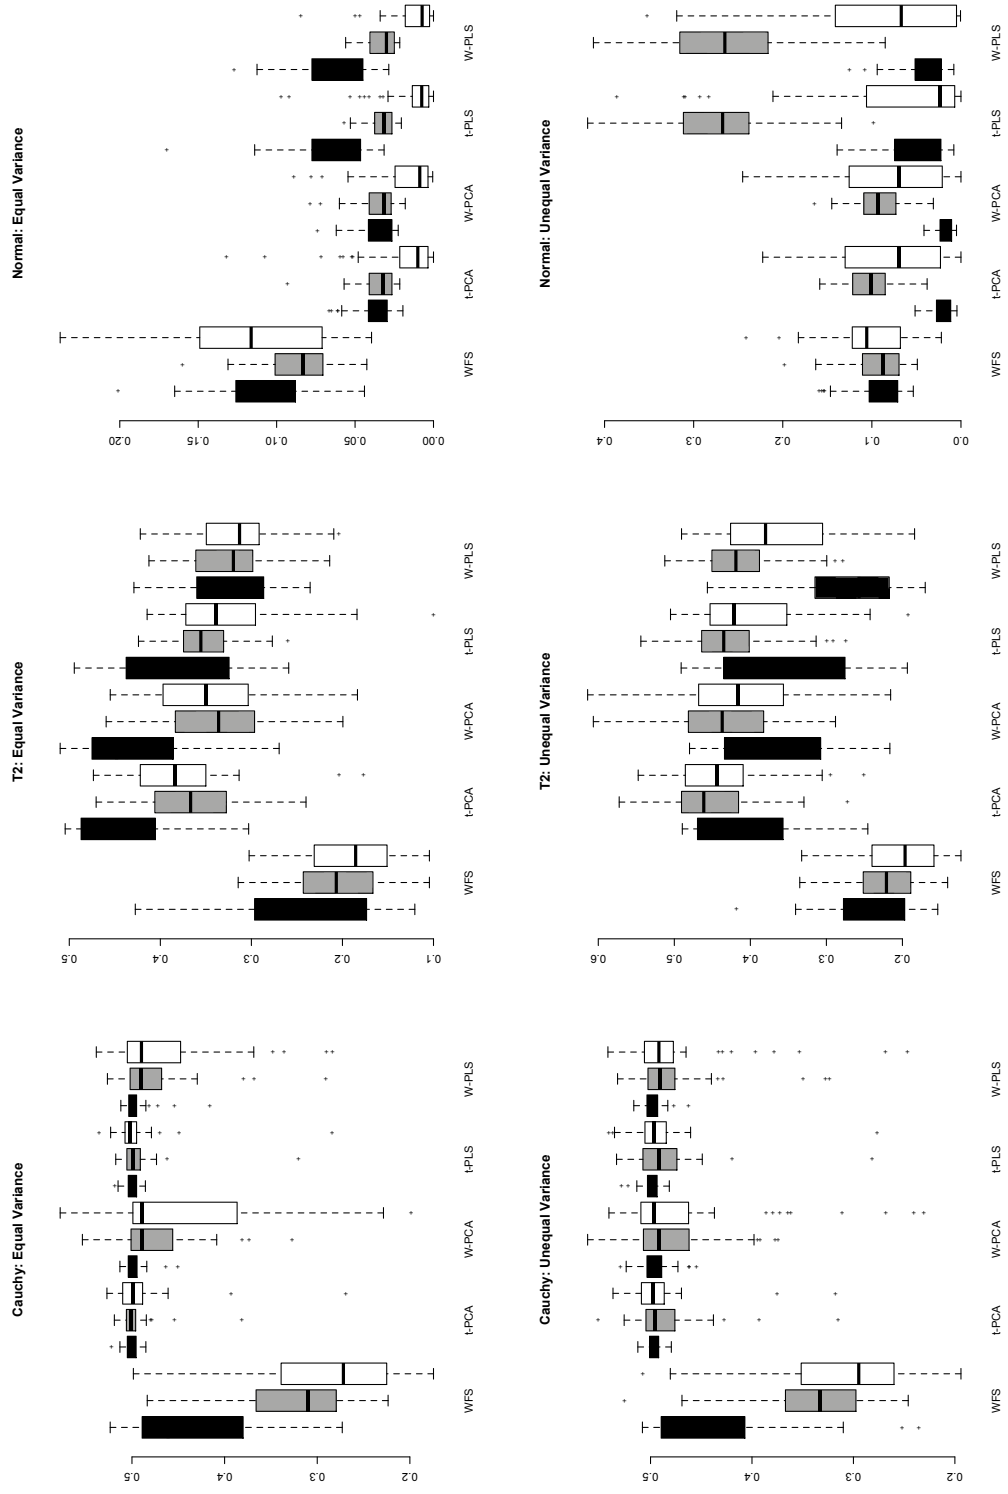 Cauchy: Equal Variance
0.5
0.4
0.3
0.2
WFS
t-PCA
W-PCA
t-PLS
W-PLS
T2: Equal Variance
0.5
0.4
0.3
0.2
0.1
WFS
t-PCA
W-PCA
t-PLS
W-PLS
Normal: Equal Variance
0.20
0.15
0.10
0.05
0.00
WFS
t-PCA
W-PCA
t-PLS
W-PLS
Cauchy: Unequal Variance
0.5
0.4
0.3
0.2
WFS
t-PCA
W-PCA
t-PLS
W-PLS
T2: Unequal Variance
0.6
0.5
0.4
0.3
0.2
WFS
t-PCA
W-PCA
t-PLS
W-PLS
Normal: Unequal Variance
0.4
0.3
0.2
0.1
0.0
WFS
t-PCA
W-PCA
t-PLS
W-PLS